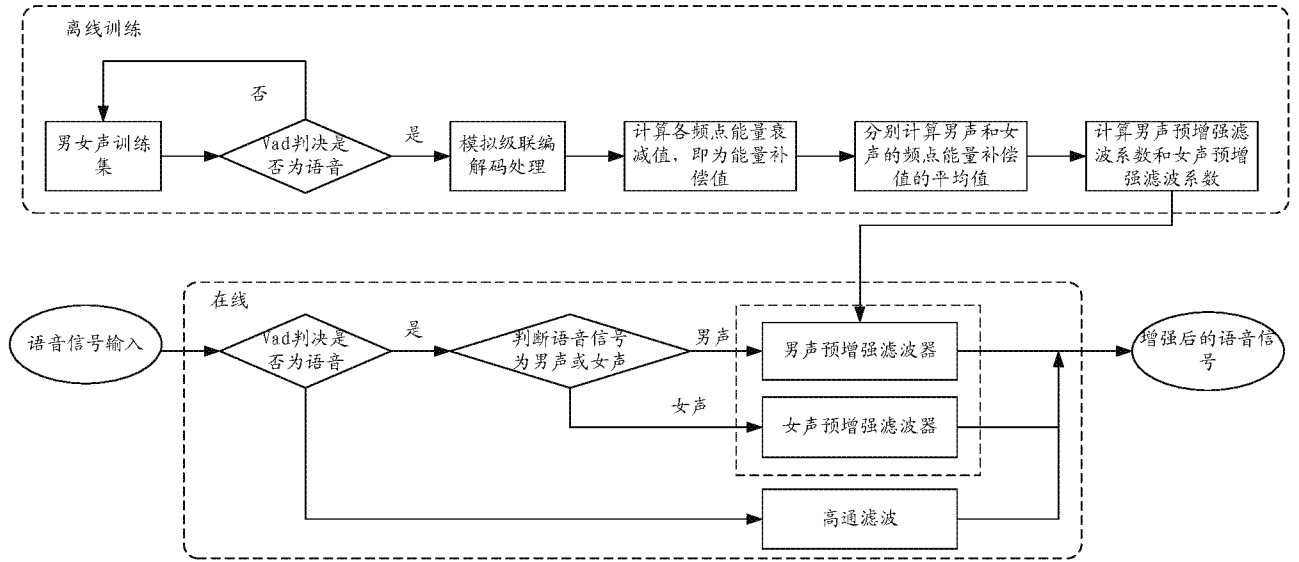 离线训练
否
男女声训练
集
Vad判决是
否为语音
是
模拟级联编
解码处理
计算各频点能量衰
减值，即为能量补
偿值
分别计算男声和女
声的频点能量补偿
值的平均值
计算男声预增强滤
波系数和女声预增
强滤波系数
在线
语音信号输入
Vad判决是
否为语音
是
判断语音信号
为男声或女声
男声
男声预增强滤波器
增强后的语音信
号
女声
女声预增强滤波器
高通滤波